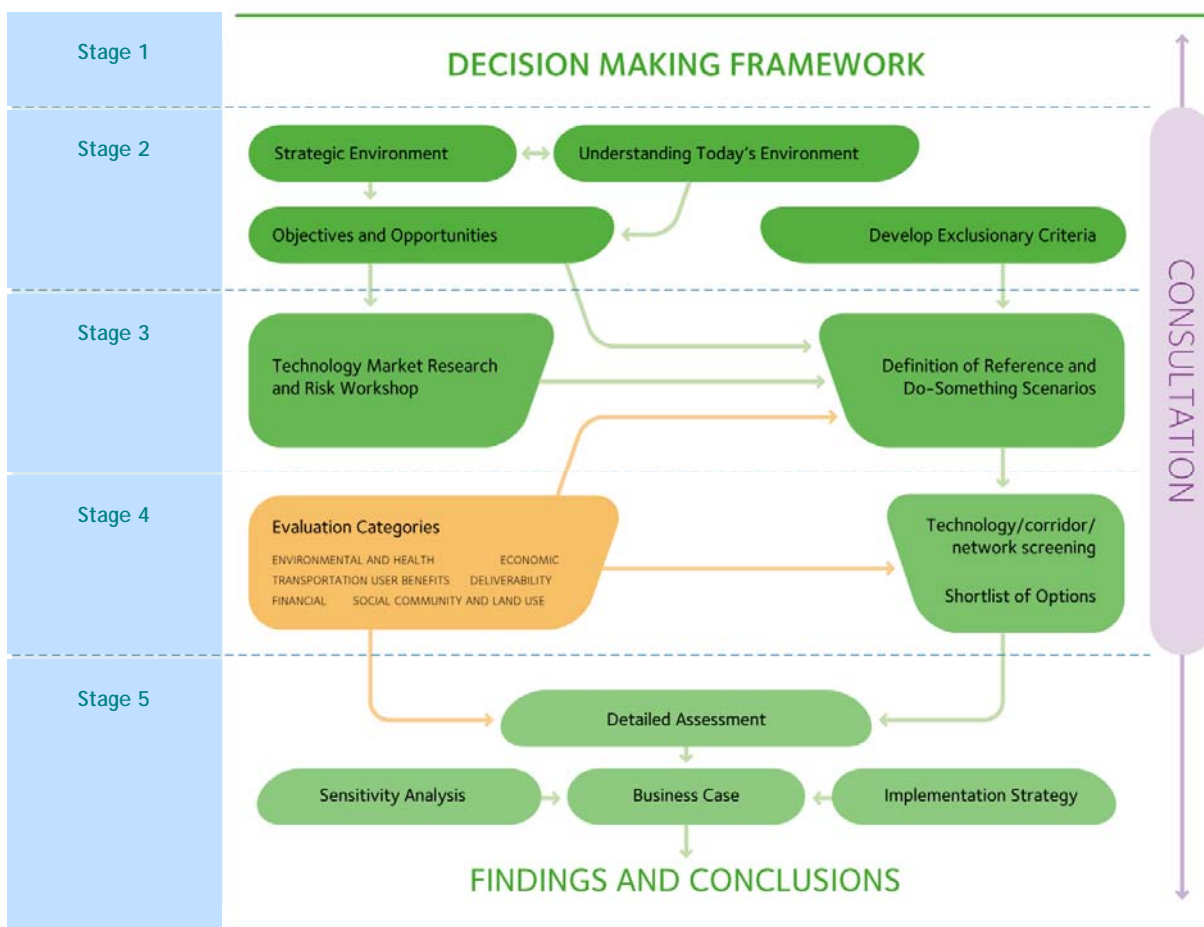 Stage 1
DECISION MAKING FRAMEWORK
Stage 2
Strategic Environment
Understanding Today's Environment
Objectives and Opportunities
Develop Exclusionary Criteria
Stage 3
Technology Market Research
and Risk Workshop
Definition of Reference and
Do-Something Scenarios
Stage 4
Evaluation Categories
ENVIRONMENTAL AND HEALTH ECONOMIC
TRANSPORTATION USER BENEFITS DELIVERABILITY
FINANCIAL SOCIAL COMMUNITY AND LAND USE
Technology/corridor/
network screening
Shortlist of Options
Stage 5
Detailed Assessment
Sensitivity Analysis
Business Case
Implementation Strategy
FINDINGS AND CONCLUSIONS
CONSULTATION